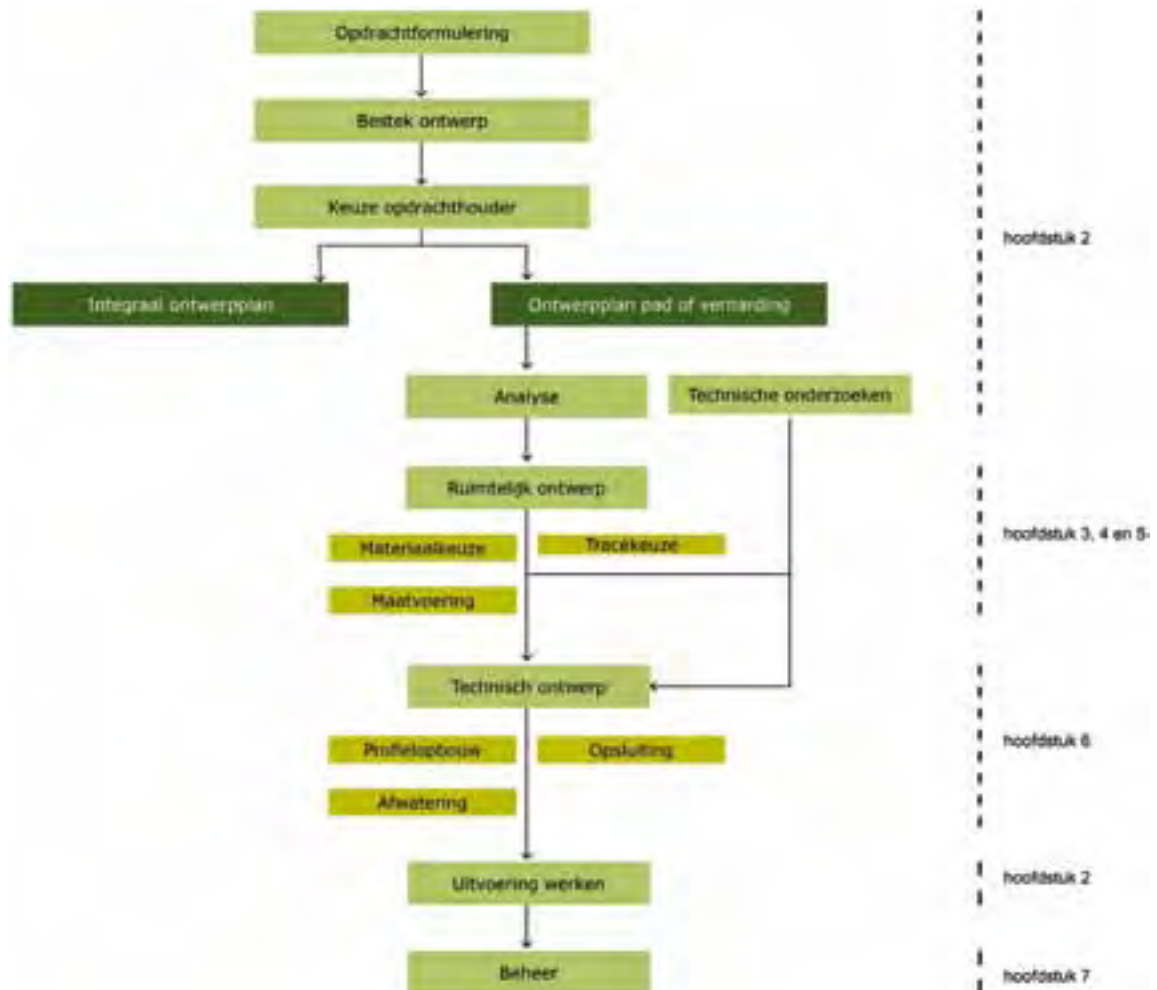 Opdrachtformulering
Bestek ontwerp
Keuze opdrachthouder
hoofdstuk 2
Integraal ontwerpplan
Ontwerpplan pad of verharding
Analyse
Technische onderzoeken
Ruimtelijk ontwerp
Materiaalkeuze
Tracékeuze
hoofdstuk 3, 4 en 5-
Maatvoering
Technisch ontwerp
Profielopbouw
Opsluiting
hoofdstuk 6
Afwatering
Uitvoering werken
hoofdstuk 2
Beheer
hoofdstuk 7